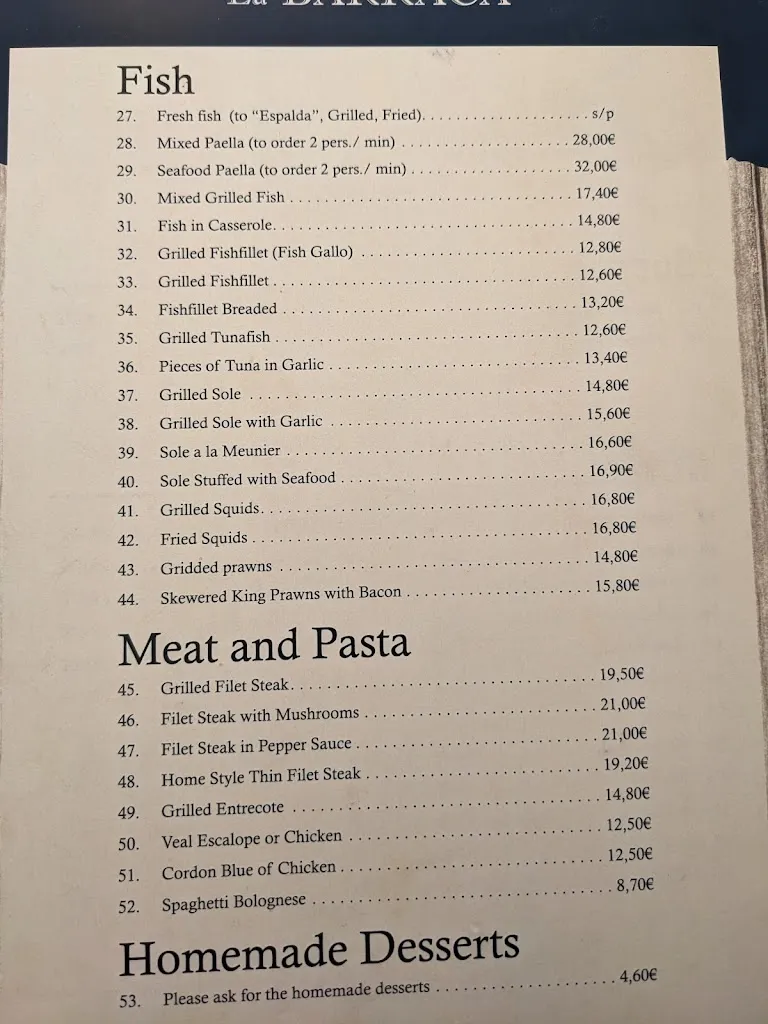 La BARRACA
Fish
27. Fresh fish (to “Espalda”, Grilled, Fried). . . . . . . . . . . . . . . . . . . . . s/p
28. Mixed Paella (to order 2 pers./ min) . . . . . . . . . . . . . . . . . . . . . 28,00€
29. Seafood Paella (to order 2 pers./ min) . . . . . . . . . . . . . . . . . . . . 32,00€
30. Mixed Grilled Fish . . . . . . . . . . . . . . . . . . . . . . . . . . . . . . . . . . . 17,40€
31. Fish in Casserole. . . . . . . . . . . . . . . . . . . . . . . . . . . . . . . . . . . . . 14,80€
32. Grilled Fishfillet (Fish Gallo) . . . . . . . . . . . . . . . . . . . . . . . . . . . 12,80€
33. Grilled Fishfillet . . . . . . . . . . . . . . . . . . . . . . . . . . . . . . . . . . . . . 12,60€
34. Fishfillet Breaded . . . . . . . . . . . . . . . . . . . . . . . . . . . . . . . . . . . . 13,20€
35. Grilled Tunafish . . . . . . . . . . . . . . . . . . . . . . . . . . . . . . . . . . . . . 12,60€
36. Pieces of Tuna in Garlic . . . . . . . . . . . . . . . . . . . . . . . . . . . . . . . 13,40€
37. Grilled Sole . . . . . . . . . . . . . . . . . . . . . . . . . . . . . . . . . . . . . . . . 14,80€
38. Grilled Sole with Garlic . . . . . . . . . . . . . . . . . . . . . . . . . . . . . . . 15,60€
39. Sole a la Meunier . . . . . . . . . . . . . . . . . . . . . . . . . . . . . . . . . . . . 16,60€
40. Sole Stuffed with Seafood . . . . . . . . . . . . . . . . . . . . . . . . . . . . . . 16,90€
41. Grilled Squids. . . . . . . . . . . . . . . . . . . . . . . . . . . . . . . . . . . . . . . 16,80€
42. Fried Squids . . . . . . . . . . . . . . . . . . . . . . . . . . . . . . . . . . . . . . . . 16,80€
43. Gridded prawns . . . . . . . . . . . . . . . . . . . . . . . . . . . . . . . . . . . . . 14,80€
44. Skewered King Prawns with Bacon . . . . . . . . . . . . . . . . . . . . . . 15,80€
Meat and Pasta
45. Grilled Filet Steak. . . . . . . . . . . . . . . . . . . . . . . . . . . . . . . . . . . . 19,50€
46. Filet Steak with Mushrooms . . . . . . . . . . . . . . . . . . . . . . . . . . . . 21,00€
47. Filet Steak in Pepper Sauce . . . . . . . . . . . . . . . . . . . . . . . . . . . . . 21,00€
48. Home Style Thin Filet Steak . . . . . . . . . . . . . . . . . . . . . . . . . . . . 19,20€
49. Grilled Entrecote . . . . . . . . . . . . . . . . . . . . . . . . . . . . . . . . . . . . 14,80€
50. Veal Escalope or Chicken . . . . . . . . . . . . . . . . . . . . . . . . . . . . . . 12,50€
51. Cordon Blue of Chicken . . . . . . . . . . . . . . . . . . . . . . . . . . . . . . . 12,50€
52. Spaghetti Bolognese . . . . . . . . . . . . . . . . . . . . . . . . . . . . . . . . . . . 8,70€
Homemade Desserts
53. Please ask for the homemade desserts . . . . . . . . . . . . . . . . . . . . . 4,60€